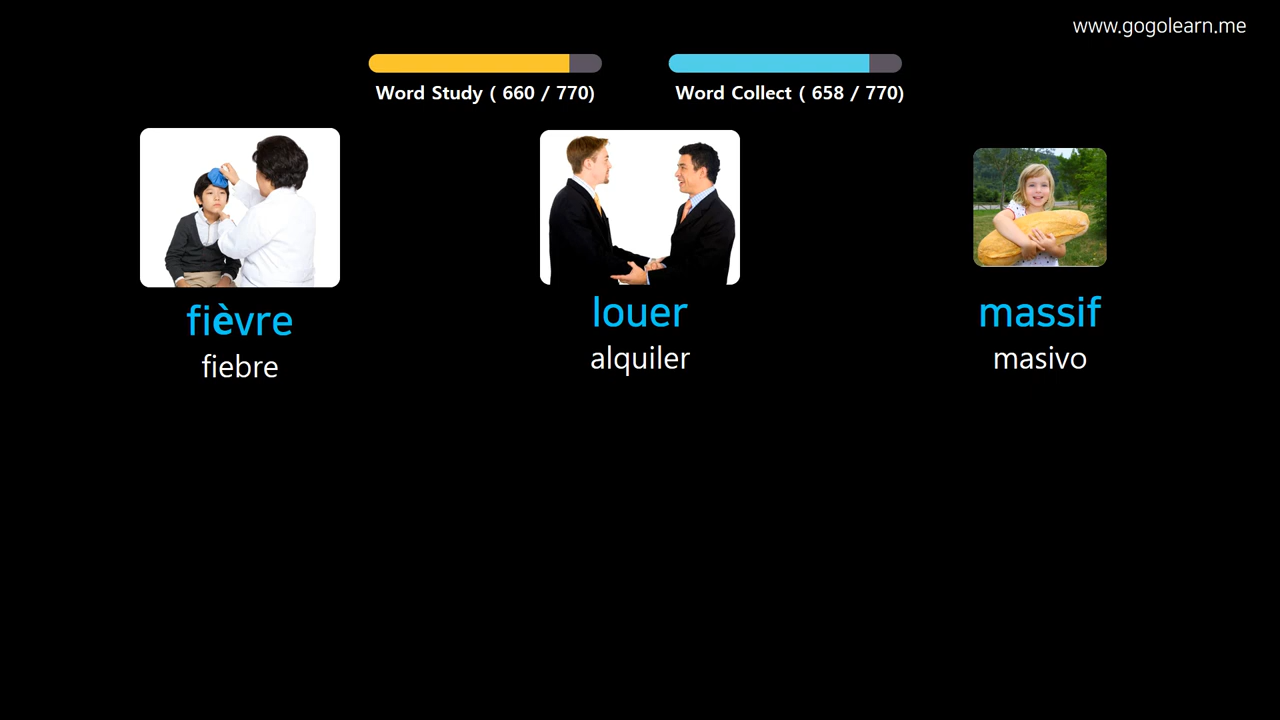 www.gogolearn.me
Word Study ( 660 / 770)
Word Collect ( 658 / 770)
fièvre
fiebre
louer
alquiler
massif
masivo